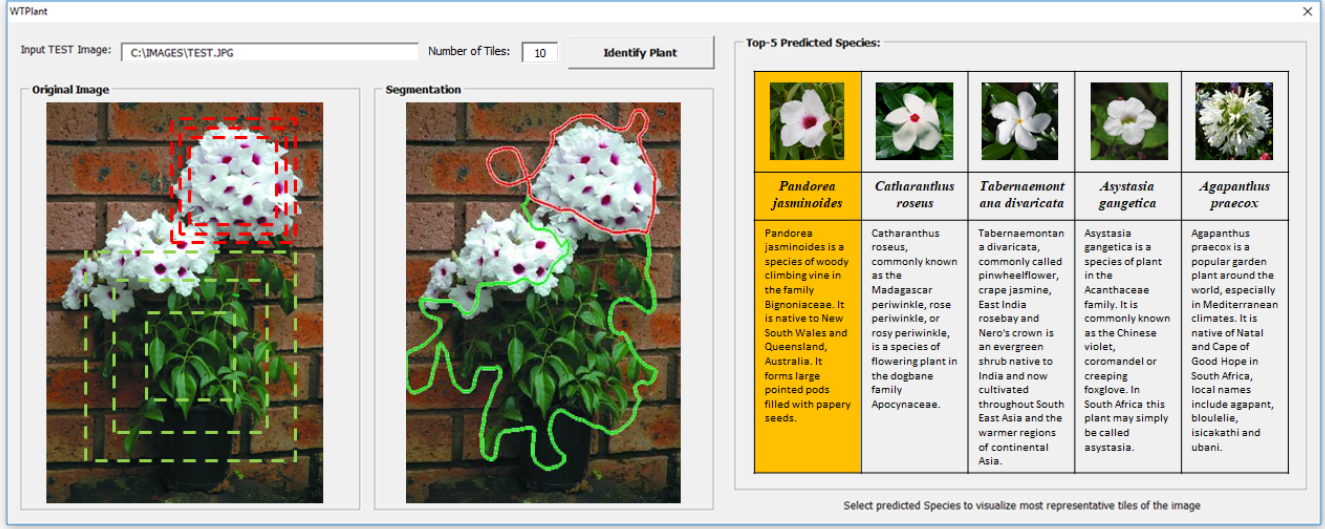 WTPlant
Input TEST Image: C:\IMAGES\TEST.JPG Number of Tiles: 10 Identify Plant
Original Image
Segmentation
Top-5 Predicted Species:
Pandorea
jasminoides
Catharanthus
roseus
Tabernaemont
ana divaricata
Asystasia
gangetica
Agapanthus
praecox
Pandorea
jasminoides is a
species of woody
climbing vine in
the family
Bignoniaceae. It
is native to New
South Wales and
Queensland,
Australia. It
forms large
pointed pods
filled with papery
seeds.
Catharanthus
roseus,
commonly known
as the
Madagascar
periwinkle, rose
periwinkle, or
rosy periwinkle,
is a species of
flowering plant in
the dogbane
family
Apocynaceae.
Tabernaemontan
a divaricata,
commonly called
pinwheelflower,
crape jasmine,
East India
rosebay and
Nero's crown is
an evergreen
shrub native to
India and now
cultivated
throughout South
East Asia and the
warmer regions
of continental
Asia.
Asystasia
gangetica is a
species of plant
in the
Acanthaceae
family. It is
commonly known
as the Chinese
violet,
coromandel or
creeping
foxglove. In
South Africa this
plant may simply
be called
asystasia.
Agapanthus
praecox is a
popular garden
plant around the
world, especially
in Mediterranean
climates. It is
native of Natal
and Cape of
Good Hope in
South Africa,
local names
include agapant,
bloulelie,
isicakathi and
ubani.
Select predicted Species to visualize most representative tiles of the image